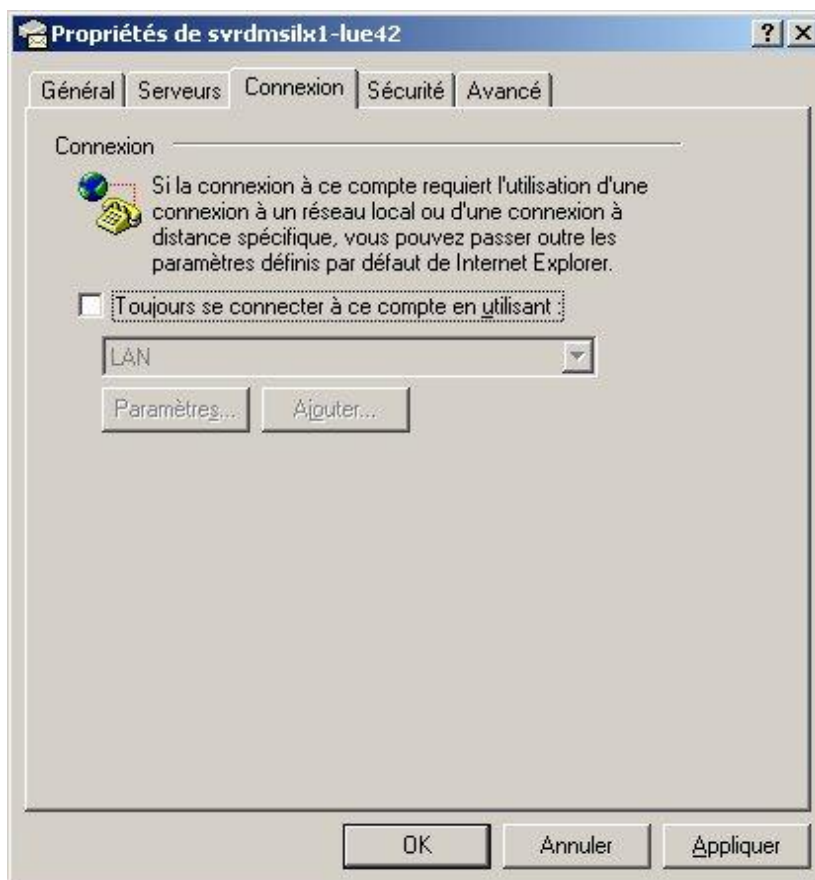 Propriétés de svrdmsilx1-lue42
Général Serveurs Connexion Sécurité Avancé
Connexion
Si la connexion à ce compte requiert l'utilisation d'une
connexion à un réseau local ou d'une connexion à
distance spécifique, vous pouvez passer outre les
paramètres définis par défaut de Internet Explorer.
Toujours se connecter à ce compte en utilisant :
LAN
Paramètres... Ajouter...
OK Annuler Appliquer